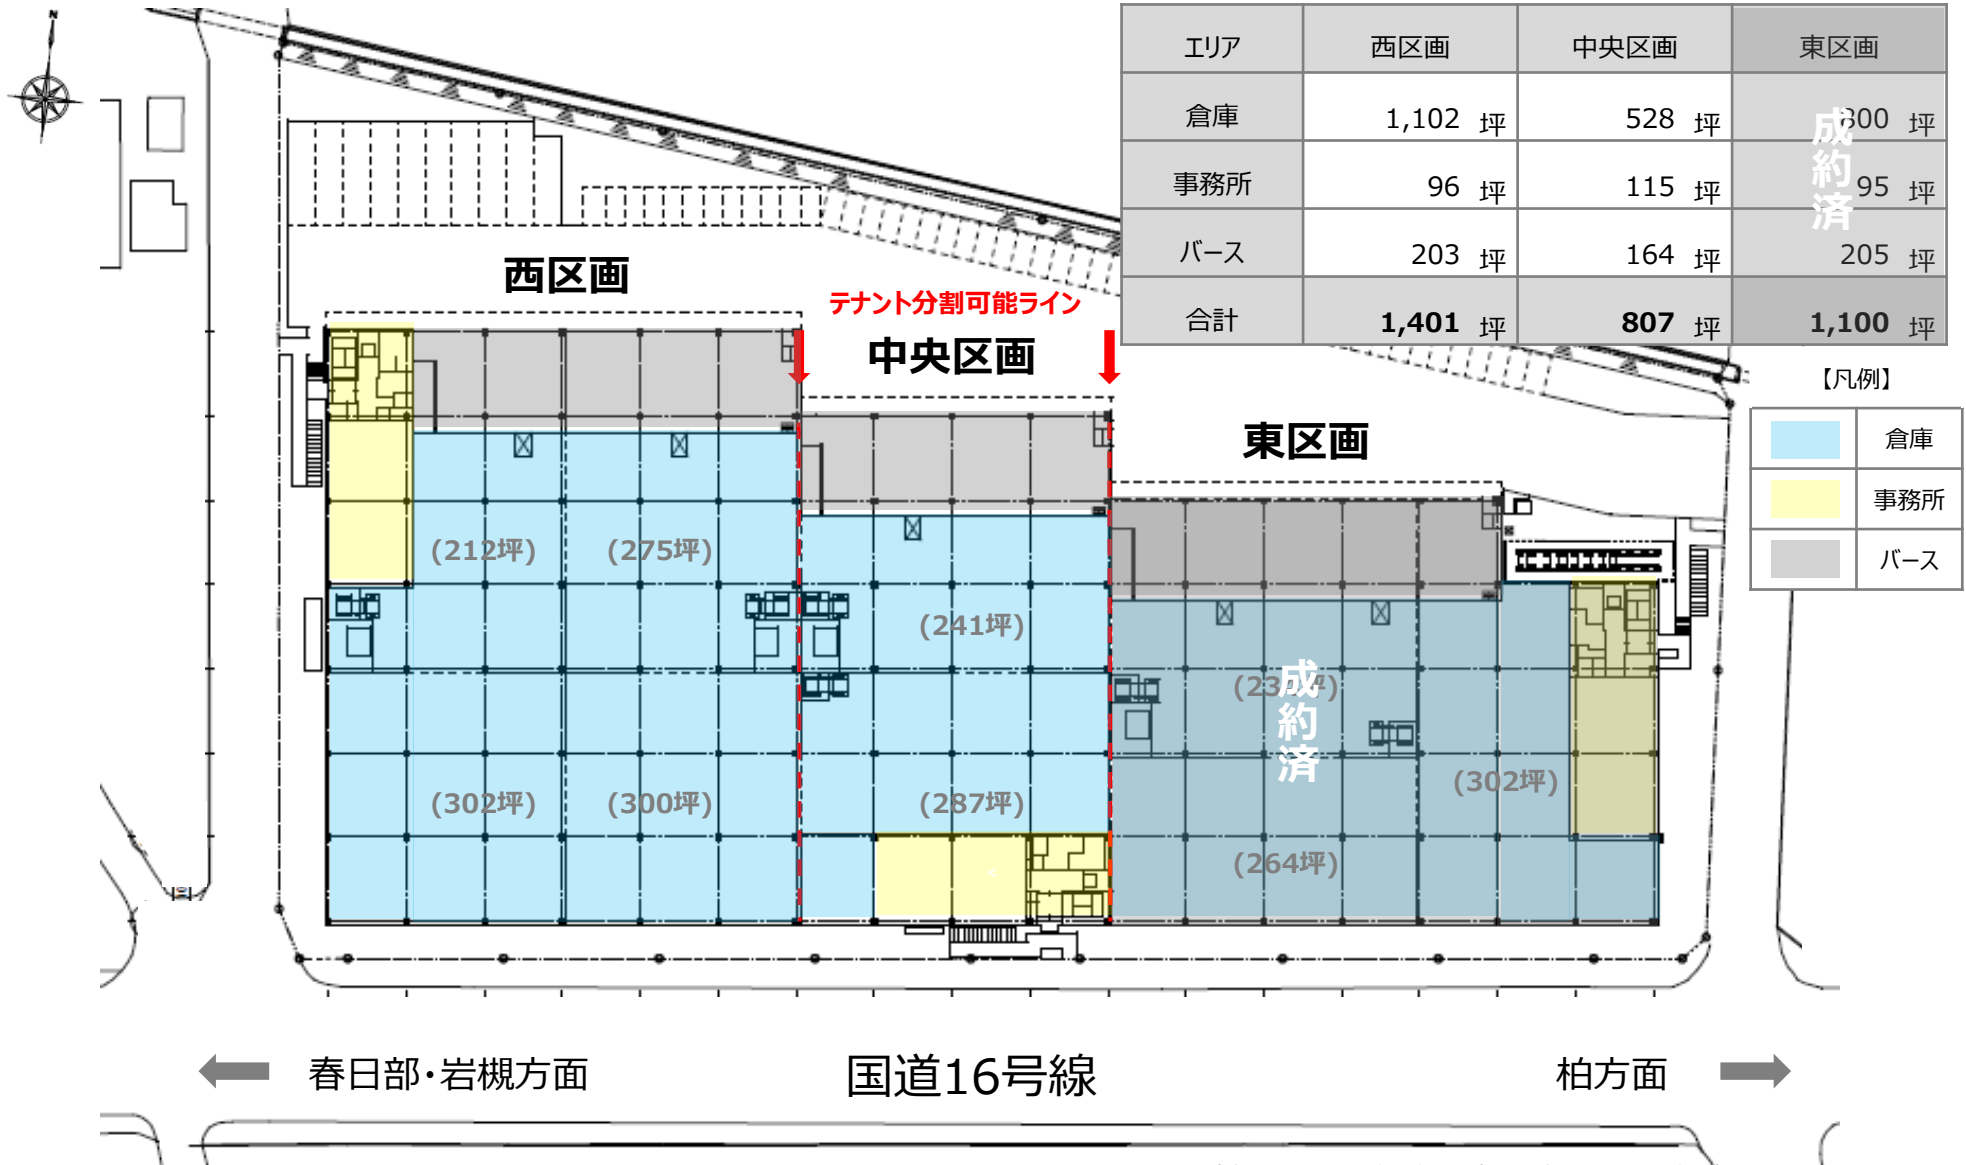 N
エリア 西区画 中央区画 東区画
倉庫 1,102 坪 528 坪 800 坪
事務所 96 坪 115 坪 95 坪
バース 203 坪 164 坪 205 坪
合計 1,401 坪 807 坪 1,100 坪
成約済
【凡例】
倉庫
事務所
バース
西区画
テナント分割可能ライン
中央区画
東区画
(212坪)
(275坪)
(241坪)
(302坪)
(300坪)
(287坪)
成約済
(302坪)
(264坪)
春日部・岩槻方面
国道16号線
柏方面